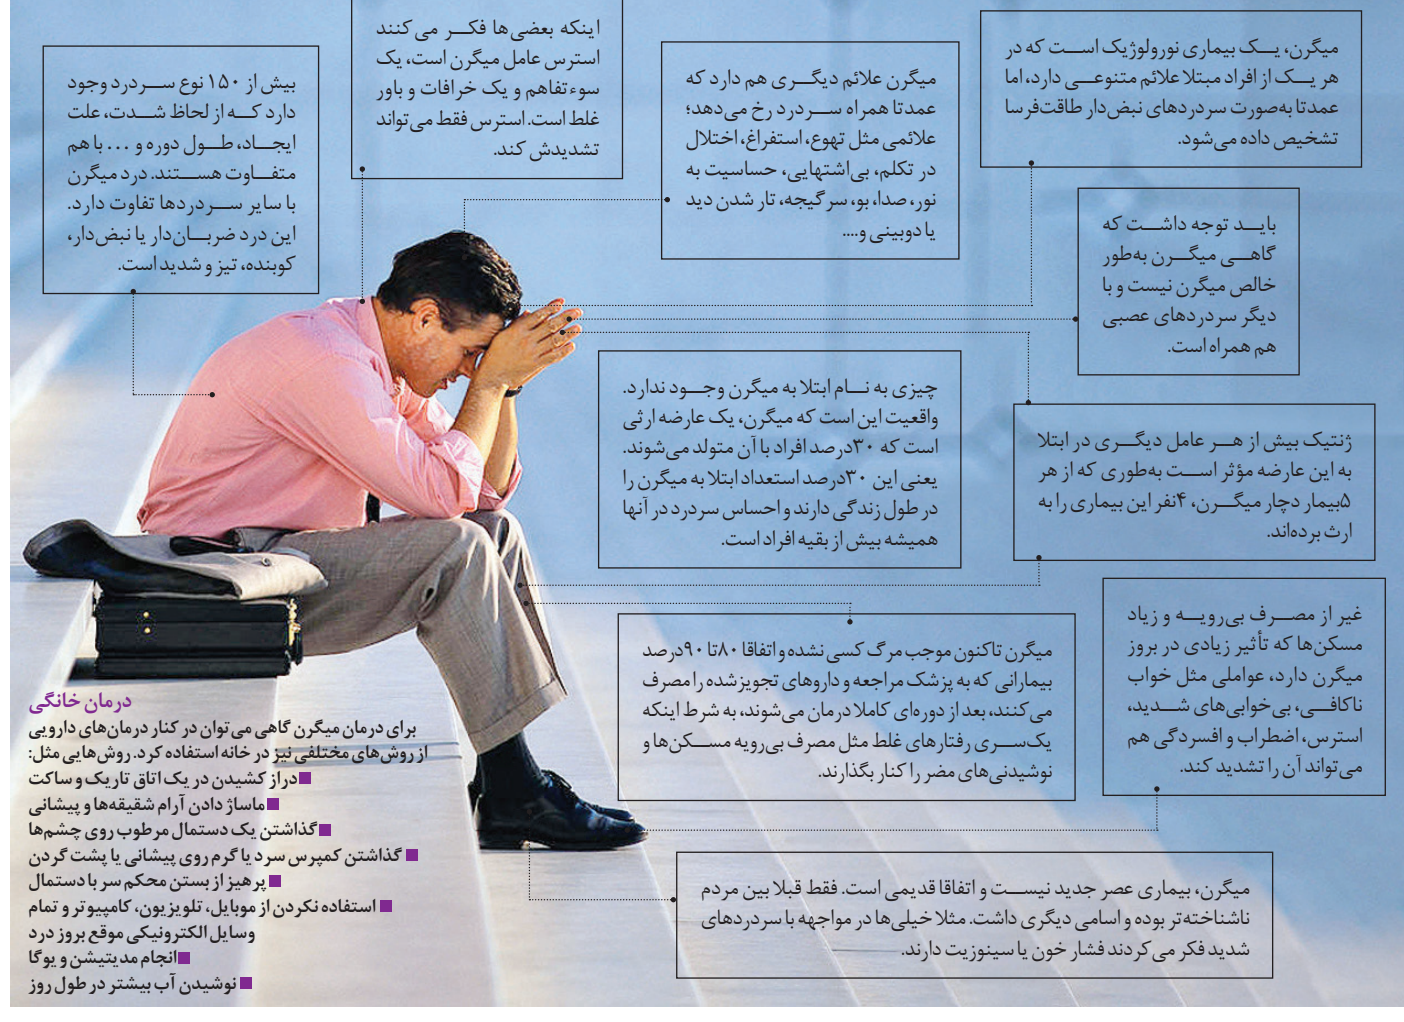 میگرن، یک بیماری نورولوژیک است که در
هر یک از افراد مبتلا علائم متنوعی دارد، اما
عمدتا به‌صورت سردردهای نبض‌دار طاقت‌فرسا
تشخیص داده می‌شود.
میگرن علائم دیگری هم دارد که
عمدتا همراه سردرد رخ می‌دهد؛
علائمی مثل تهوع، استفراغ، اختلال
در تکلم، بی‌اشتهایی، حساسیت به
نور، صدا، بو، سرگیجه، تار شدن دید
یا دوبینی و....
اینکه بعضی‌ها فکر می‌کنند
استرس عامل میگرن است، یک
سوءتفاهم و یک خرافات و باور
غلط است. استرس فقط می‌تواند
تشدیدش کند.
بیش از ۱۵۰ نوع سردرد وجود
دارد که از لحاظ شدت، علت
ایجاد، طول دوره و ... با هم
متفاوت هستند. درد میگرن
با سایر سردردها تفاوت دارد.
این درد ضربان‌دار یا نبض‌دار،
کوبنده، تیز و شدید است.
باید توجه داشت که
گاهی میگرن به‌طور
خالص میگرن نیست و با
دیگر سردردهای عصبی
هم همراه است.
چیزی به نام ابتلا به میگرن وجود ندارد.
واقعیت این است که میگرن، یک عارضه ارثی
است که ۳۰درصد افراد با آن متولد می‌شوند.
یعنی این ۳۰درصد استعداد ابتلا به میگرن را
در طول زندگی دارند و احساس سردرد در آنها
همیشه بیش از بقیه افراد است.
ژنتیک بیش از هر عامل دیگری در ابتلا
به این عارضه مؤثر است به‌طوری که از هر
۵بیمار دچار میگرن، ۴نفر این بیماری را به
ارث برده‌اند.
غیر از مصرف بی‌رویه و زیاد
مسکن‌ها که تأثیر زیادی در بروز
میگرن دارد، عواملی مثل خواب
ناکافی، بی‌خوابی‌های شدید،
استرس، اضطراب و افسردگی هم
می‌تواند آن را تشدید کند.
میگرن تاکنون موجب مرگ کسی نشده و اتفاقا ۸۰تا ۹۰درصد
بیمارانی که به پزشک مراجعه و داروهای تجویزشده را مصرف
می‌کنند، بعد از دوره‌ای کاملا درمان می‌شوند، به شرط اینکه
یک‌سری رفتارهای غلط مثل مصرف بی‌رویه مسکن‌ها و
نوشیدنی‌های مضر را کنار بگذارند.
میگرن، بیماری عصر جدید نیست و اتفاقا قدیمی است. فقط قبلا بین مردم
ناشناخته‌تر بوده و اسامی دیگری داشت. مثلا خیلی‌ها در مواجهه با سردردهای
شدید فکر می‌کردند فشار خون یا سینوزیت دارند.
درمان خانگی
برای درمان میگرن گاهی می‌توان در کنار درمان‌های دارویی
از روش‌های مختلفی نیز در خانه استفاده کرد. روش‌هایی مثل:
■ دراز کشیدن در یک اتاق تاریک و ساکت
■ ماساژ دادن آرام شقیقه‌ها و پیشانی
■ گذاشتن یک دستمال مرطوب روی چشم‌ها
■ گذاشتن کمپرس سرد یا گرم روی پیشانی یا پشت گردن
■ پرهیز از بستن محکم سر با دستمال
■ استفاده نکردن از موبایل، تلویزیون، کامپیوتر و تمام
وسایل الکترونیکی موقع بروز درد
■ انجام مدیتیشن و یوگا
■ نوشیدن آب بیشتر در طول روز